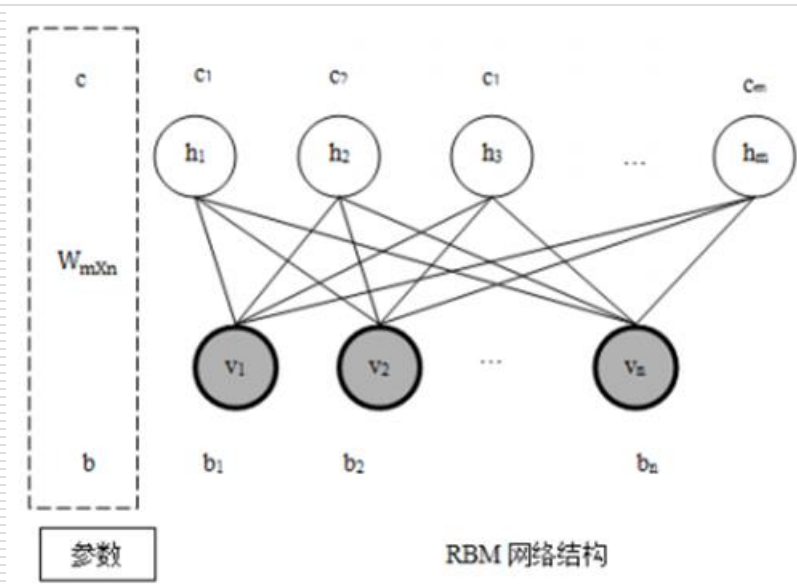 c c₁ c₂ c₁ cₘ
h₁ h₂ h₃ ... hₘ
WₘXₙ
v₁ v₂ ... vₙ
b b₁ b₂ bₙ
参数 RBM 网络结构